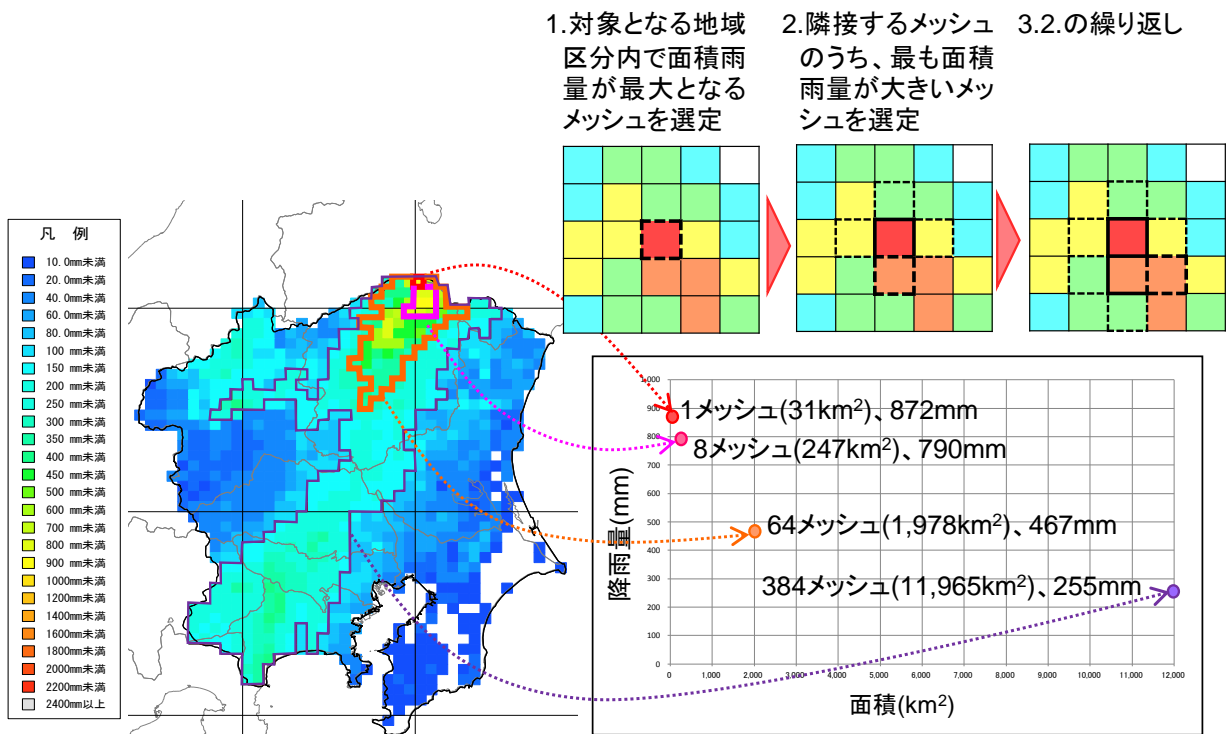 1.対象となる地域
区分内で面積雨
量が最大となる
メッシュを選定
2.隣接するメッシュ
のうち、最も面積
雨量が大きいメッ
シュを選定
3.2.の繰り返し
凡 例
10.0mm未満
20.0mm未満
40.0mm未満
60.0mm未満
80.0mm未満
100 mm未満
150 mm未満
200 mm未満
250 mm未満
300 mm未満
350 mm未満
400 mm未満
450 mm未満
500 mm未満
600 mm未満
700 mm未満
800 mm未満
900 mm未満
1000mm未満
1200mm未満
1400mm未満
1600mm未満
1800mm未満
2000mm未満
2200mm未満
2400mm以上
降雨量(mm)
1,000
900
800
700
600
500
400
300
200
100
0
1メッシュ(31km²)、872mm
8メッシュ(247km²)、790mm
64メッシュ(1,978km²)、467mm
384メッシュ(11,965km²)、255mm
0 1,000 2,000 3,000 4,000 5,000 6,000 7,000 8,000 9,000 10,000 11,000 12,000
面積(km²)